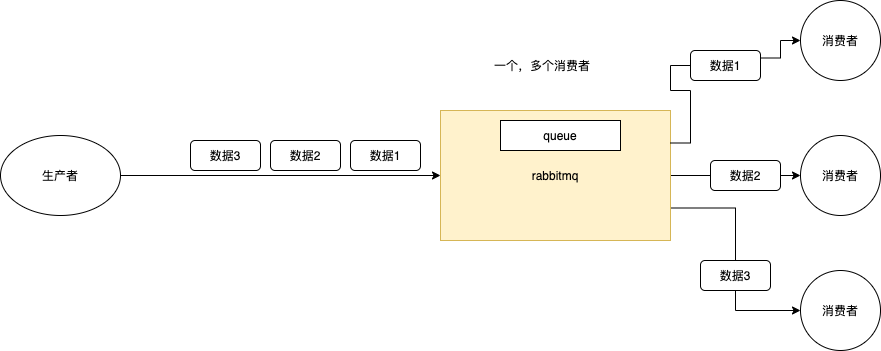 消费者
一个，多个消费者
数据1
queue
数据3
数据2
数据1
生产者
rabbitmq
数据2
消费者
数据3
消费者